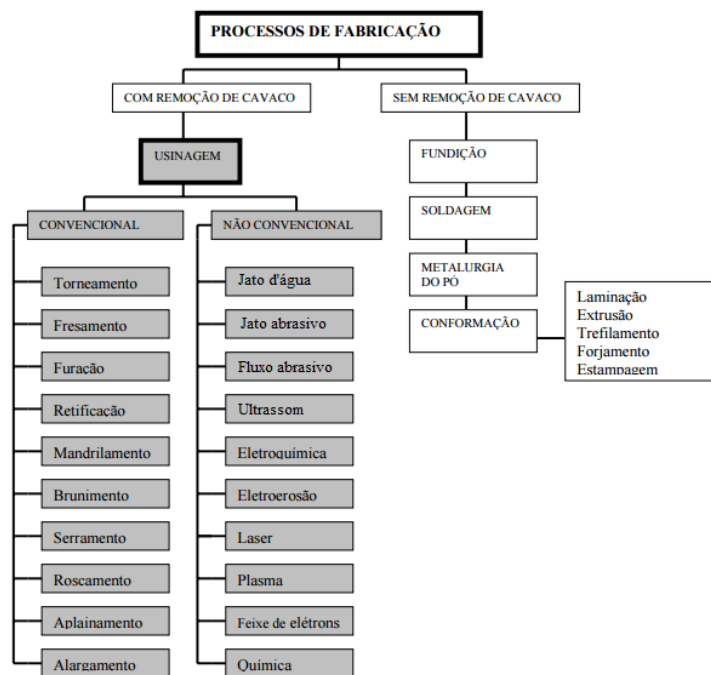 PROCESSOS DE FABRICAÇÃO
COM REMOÇÃO DE CAVACO
SEM REMOÇÃO DE CAVACO
USINAGEM
CONVENCIONAL
NÃO CONVENCIONAL
Torneamento
Fresamento
Furação
Retificação
Mandrilamento
Brunimento
Serramento
Roscamento
Aplainamento
Alargamento
Jato d'água
Jato abrasivo
Fluxo abrasivo
Ultrassom
Eletroquímica
Eletroerosão
Laser
Plasma
Feixe de elétrons
Química
FUNDIÇÃO
SOLDAGEM
METALURGIA
DO PÓ
CONFORMAÇÃO
Laminação
Extrusão
Trefilamento
Forjamento
Estampagem